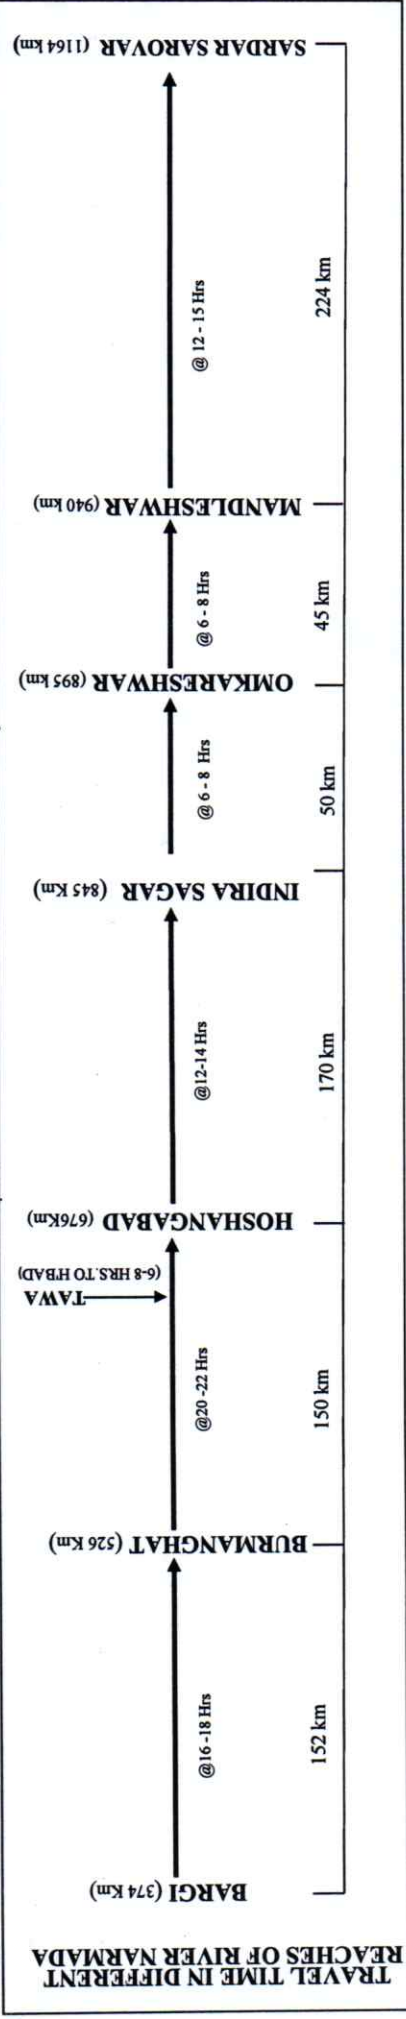 TRAVEL TIME IN DIFFERENT
REACHES OF RIVER NARMADA
BARGI (374 Km)
@16 -18 Hrs
152 km
BURMANGHAT (526 Km)
@20 -22 Hrs
150 km
TAWA
(6-8 HRS.TO H'BAD)
HOSHANGABAD (676Km)
@12-14 Hrs
170 km
INDIRA SAGAR (845 Km)
@ 6 - 8 Hrs
50 km
OMKARESHWAR (895 km)
@ 6 - 8 Hrs
45 km
MANDLESHWAR (940 km)
@ 12 - 15 Hrs
224 km
SARDAR SAROVAR (1164 km)